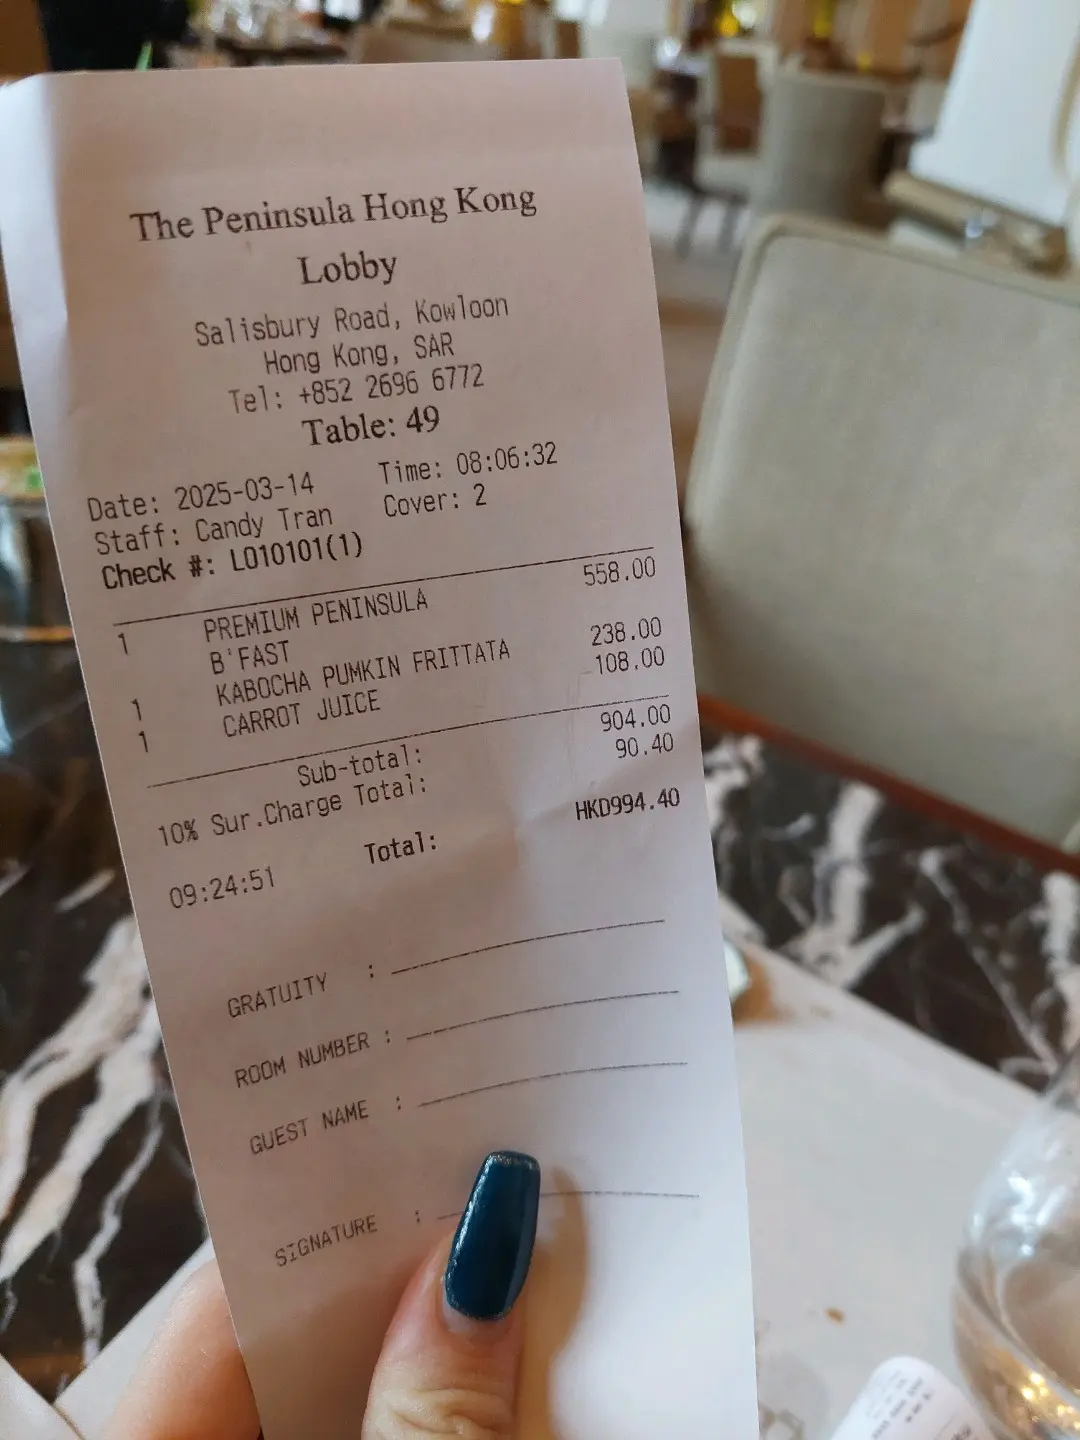 The Peninsula Hong Kong
Lobby
Salisbury Road, Kowloon
Hong Kong, SAR
Tel: +852 2696 6772
Table: 49
Date: 2025-03-14 Time: 08:06:32
Staff: Candy Tran Cover: 2
Check #: L010101(1)
1 PREMIUM PENINSULA 558.00
B'FAST
1 KABOCHA PUMKIN FRITTATA 238.00
1 CARROT JUICE 108.00
Sub-total: 904.00
10% Sur.Charge Total: 90.40
Total: HKD994.40
09:24:51
GRATUITY :
ROOM NUMBER :
GUEST NAME :
SIGNATURE :